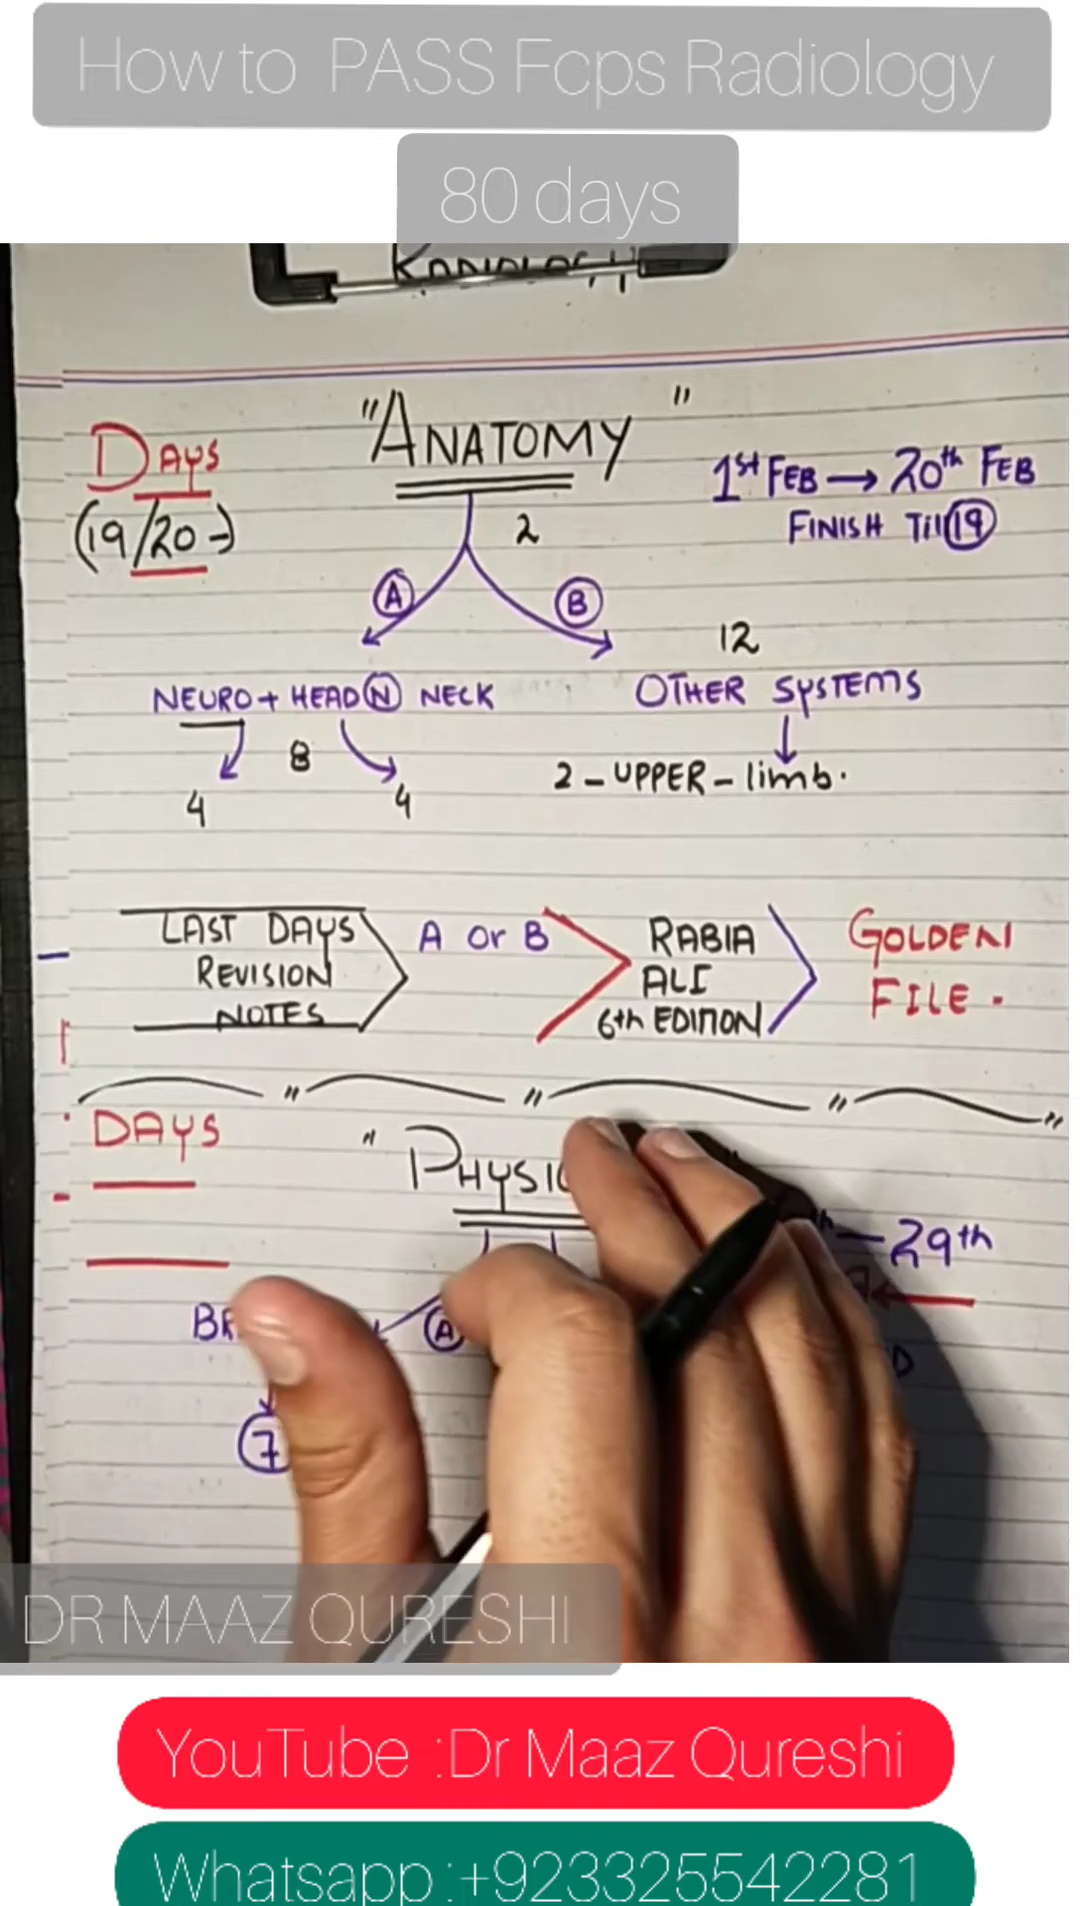 How to PASS Fcps Radiology
80 days
RADIOLOGY
DAYS
(19/20-)
"ANATOMY"
1st FEB → 20th FEB
FINISH Till 19
2
A
B
NEURO + HEAD N NECK
8
4
4
12
OTHER SYSTEMS
2 - UPPER - limb.
LAST DAYS
REVISION
NOTES
A or B
RABIA
ALI
6th EDITION
GOLDEN
FILE.
DAYS
29th
A
7
DR MAAZ QURESHI
YouTube :Dr Maaz Qureshi
Whatsapp :+923325542281